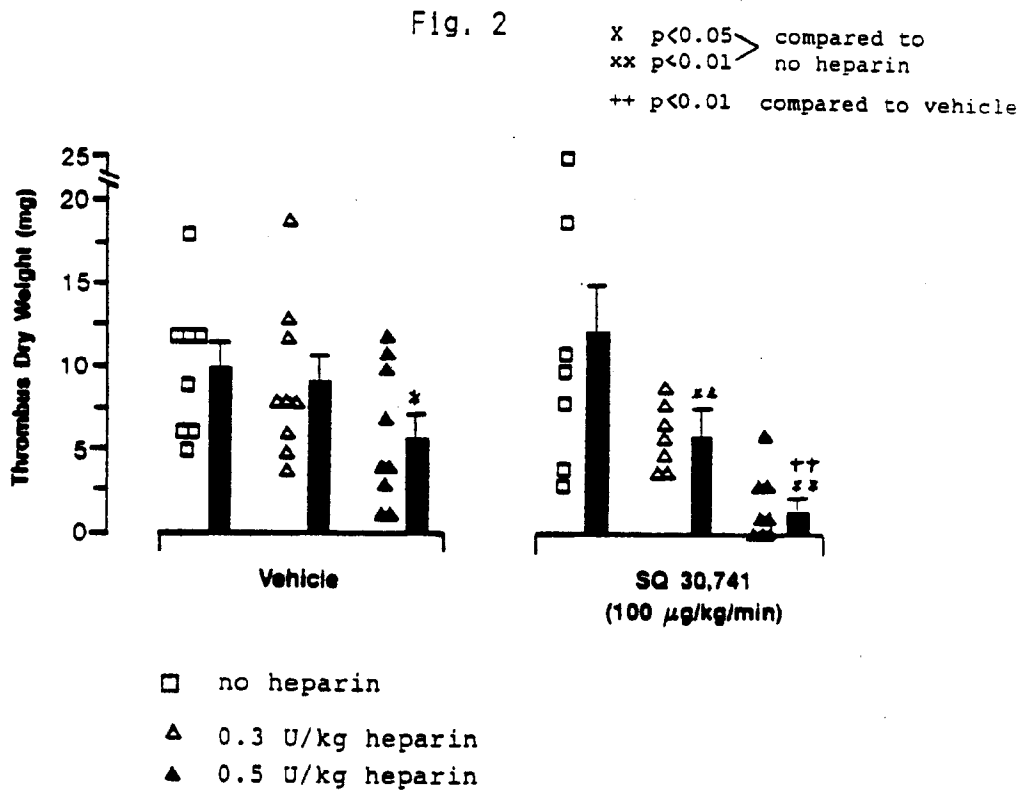 Fig. 2
x p<0.05
xx p<0.01
compared to
no heparin
++ p<0.01 compared to vehicle
Thrombus Dry Weight (mg)
25
20
15
10
5
0
*
++
Vehicle
SQ 30,741
(100 µg/kg/min)
no heparin
0.3 U/kg heparin
0.5 U/kg heparin